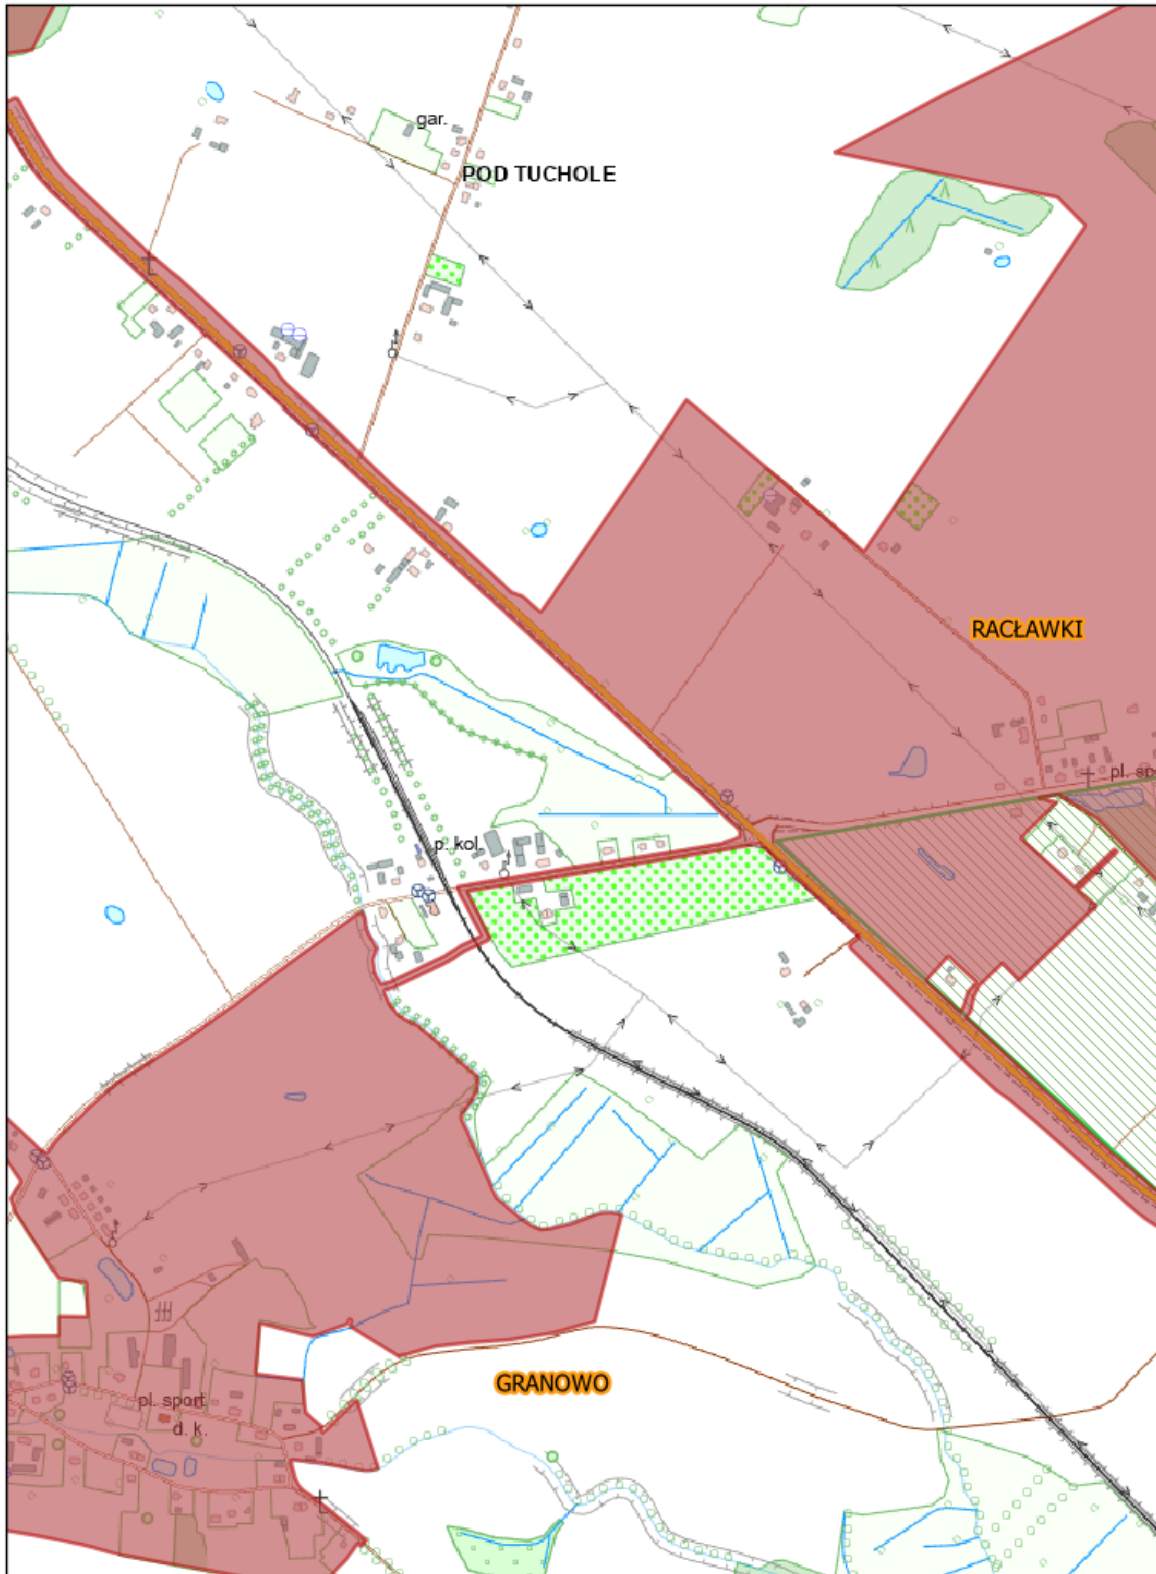 gar.
POD TUCHOLE
RACŁAWKI
pl. sp
p. kol.
GRANOWO
pl. sport
d. k.